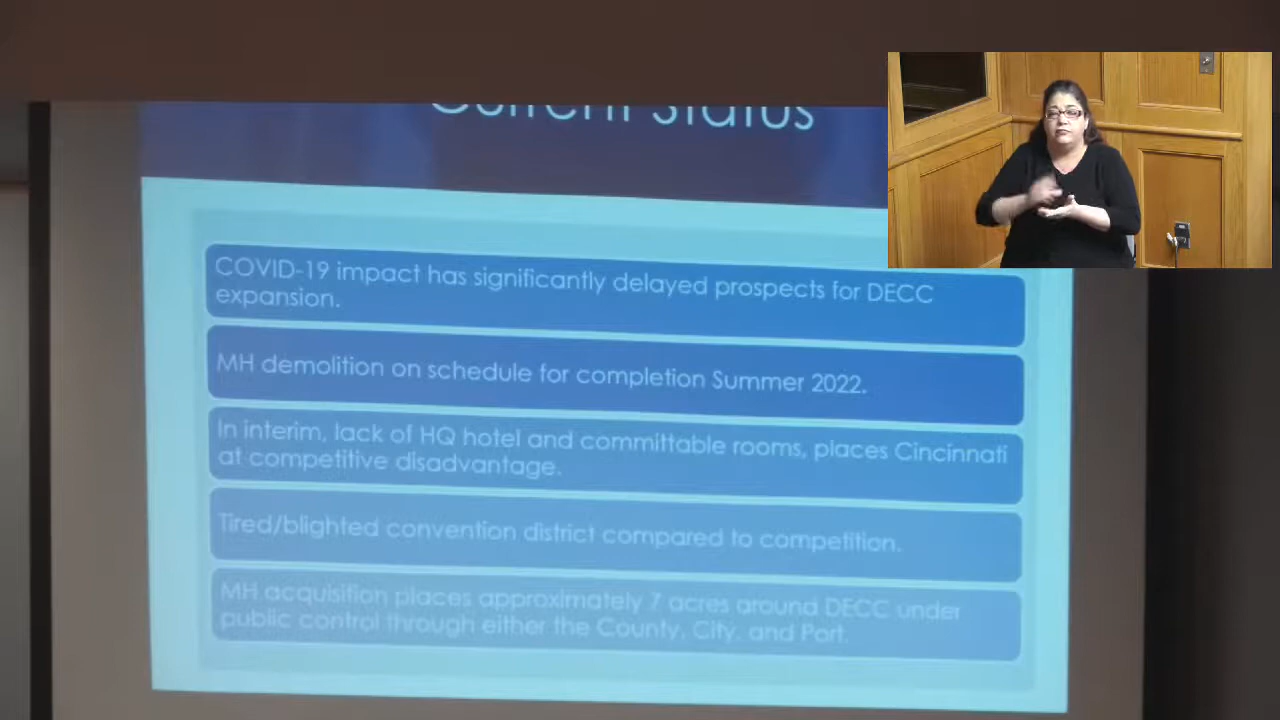 Current Status
COVID-19 impact has significantly delayed prospects for DECC
expansion.
MH demolition on schedule for completion Summer 2022.
In interim, lack of HQ hotel and committable rooms, places Cincinnati
at competitive disadvantage.
Tired/blighted convention district compared to competition.
MH acquisition places approximately 7 acres around DECC under
public control through either the County, City, and Port.